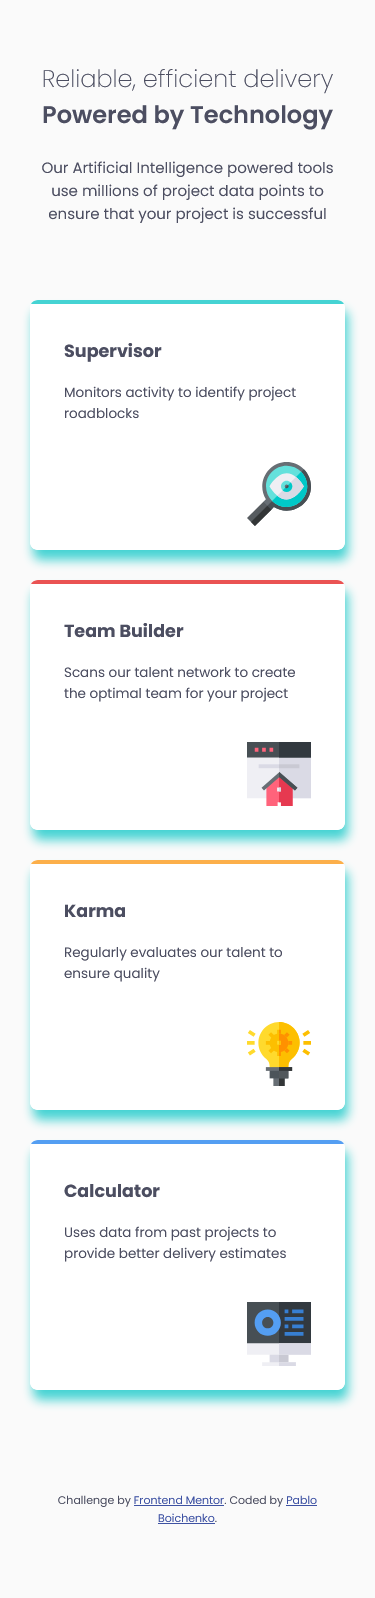 Reliable, efficient delivery
Powered by Technology
Our Artificial Intelligence powered tools
use millions of project data points to
ensure that your project is successful
Supervisor
Monitors activity to identify project
roadblocks
Team Builder
Scans our talent network to create
the optimal team for your project
Karma
Regularly evaluates our talent to
ensure quality
Calculator
Uses data from past projects to
provide better delivery estimates
Challenge by Frontend Mentor. Coded by Pablo
Boichenko.